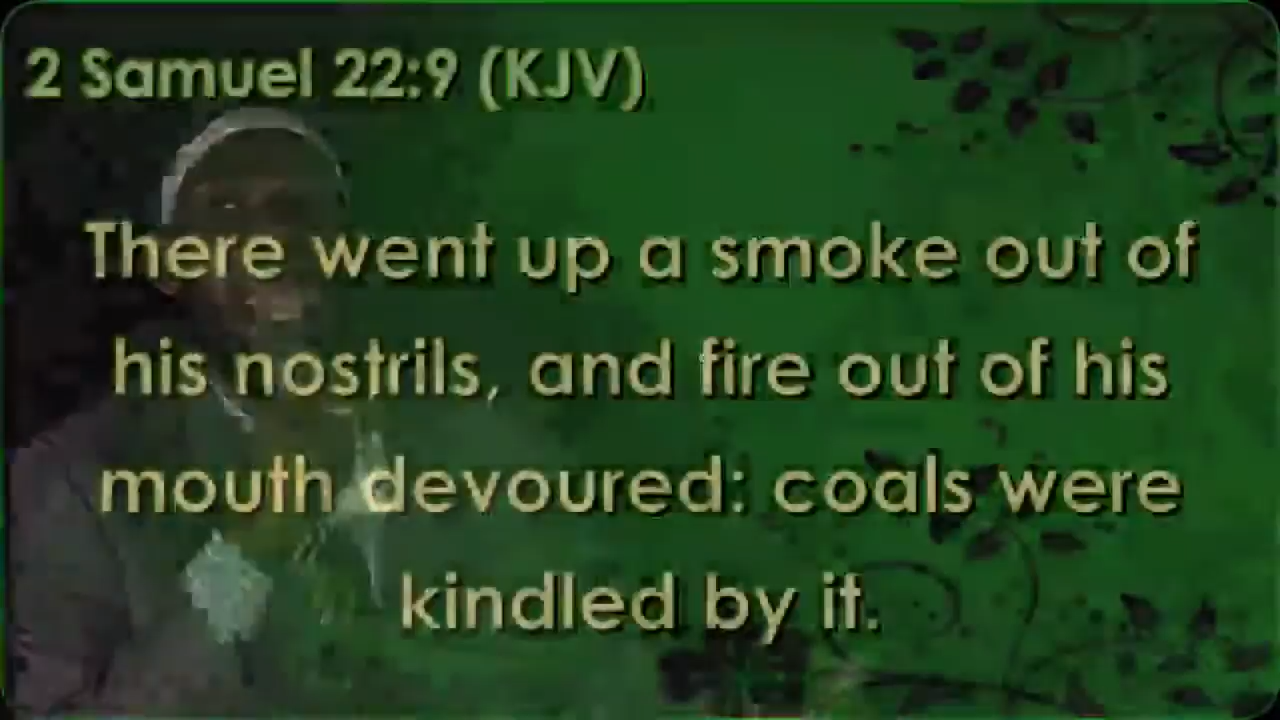 2 Samuel 22:9 (KJV)
There went up a smoke out of
his nostrils, and fire out of his
mouth devoured: coals were
kindled by it.